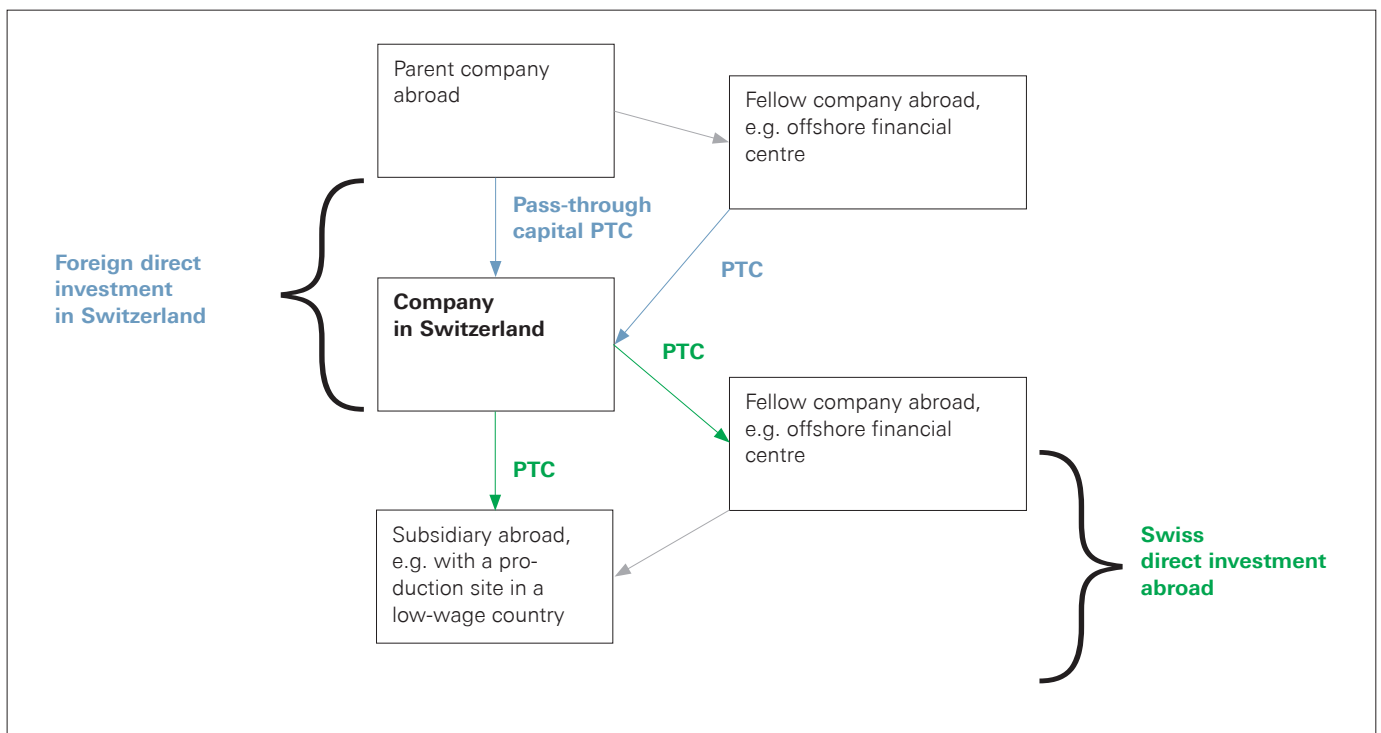 Parent company
abroad
Fellow company abroad,
e.g. offshore financial
centre
Pass-through
capital PTC
Foreign direct
investment
in Switzerland
PTC
Company
in Switzerland
PTC
Fellow company abroad,
e.g. offshore financial
centre
PTC
Subsidiary abroad,
e.g. with a pro-
duction site in a
low-wage country
Swiss
direct investment
abroad